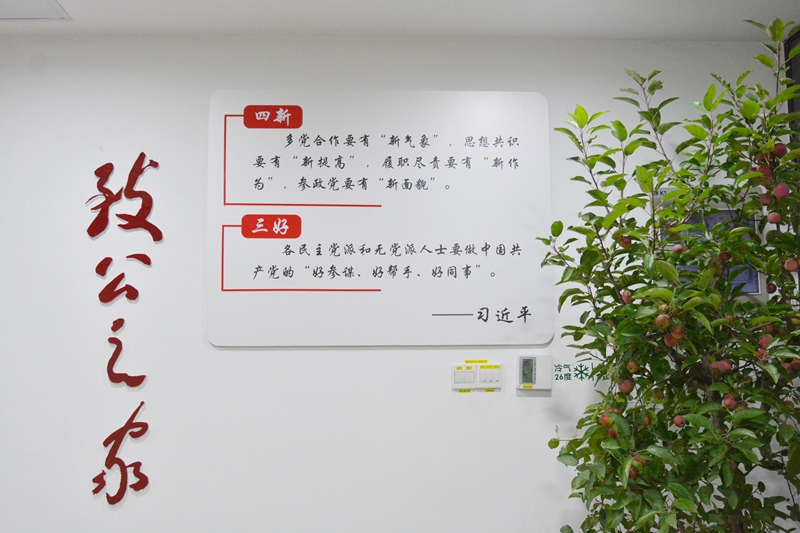 致公之家
四新
多党合作要有“新气象”，思想共识
要有“新提高”，履职尽责要有“新作
为”，参政党要有“新面貌”。
三好
各民主党派和无党派人士要做中国共
产党的“好参谋、好帮手、好同事”。
——习近平
冷气
26度